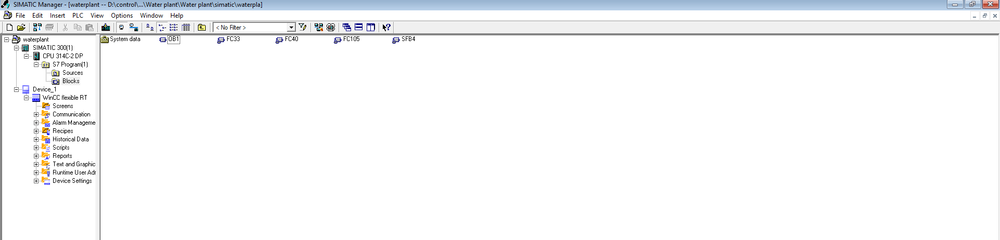 SIMATIC Manager - [waterplant -- D:\control\...\Water plant\Water plant\simatic\waterpla]
File Edit Insert PLC View Options Window Help
< No Filter >
waterplant
SIMATIC 300(1)
CPU 314C-2 DP
S7 Program(1)
Sources
Blocks
Device_1
WinCC flexible RT
Screens
Communication
Alarm Manageme
Recipes
Historical Data
Scripts
Reports
Text and Graphic
Runtime User Adr
Device Settings
System data OB1 FC33 FC40 FC105 SFB4